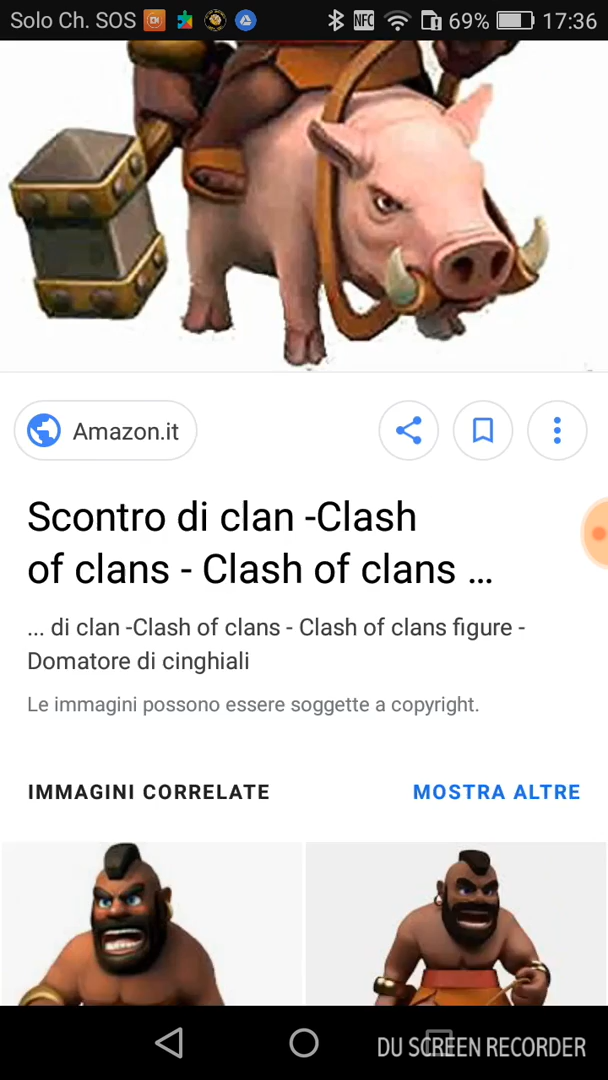 Solo Ch. SOS NFC 69% 17:36
Amazon.it
Scontro di clan -Clash
of clans - Clash of clans ...
... di clan -Clash of clans - Clash of clans figure -
Domatore di cinghiali
Le immagini possono essere soggette a copyright.
IMMAGINI CORRELATE MOSTRA ALTRE
DU SCREEN RECORDER